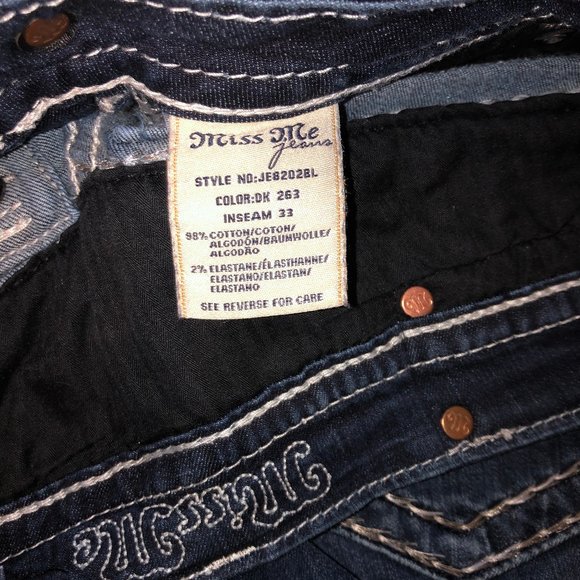 Miss Me
jeans
STYLE NO:JE8202BL
COLOR:DK 263
INSEAM 33
98% COTTON/COTON/
ALGODÓN/BAUMWOLLE/
ALGODÃO
2% ELASTANE/ÉLASTHANNE/
ELASTANO/ELASTAN/
ELASTANO
SEE REVERSE FOR CARE
Miss Me